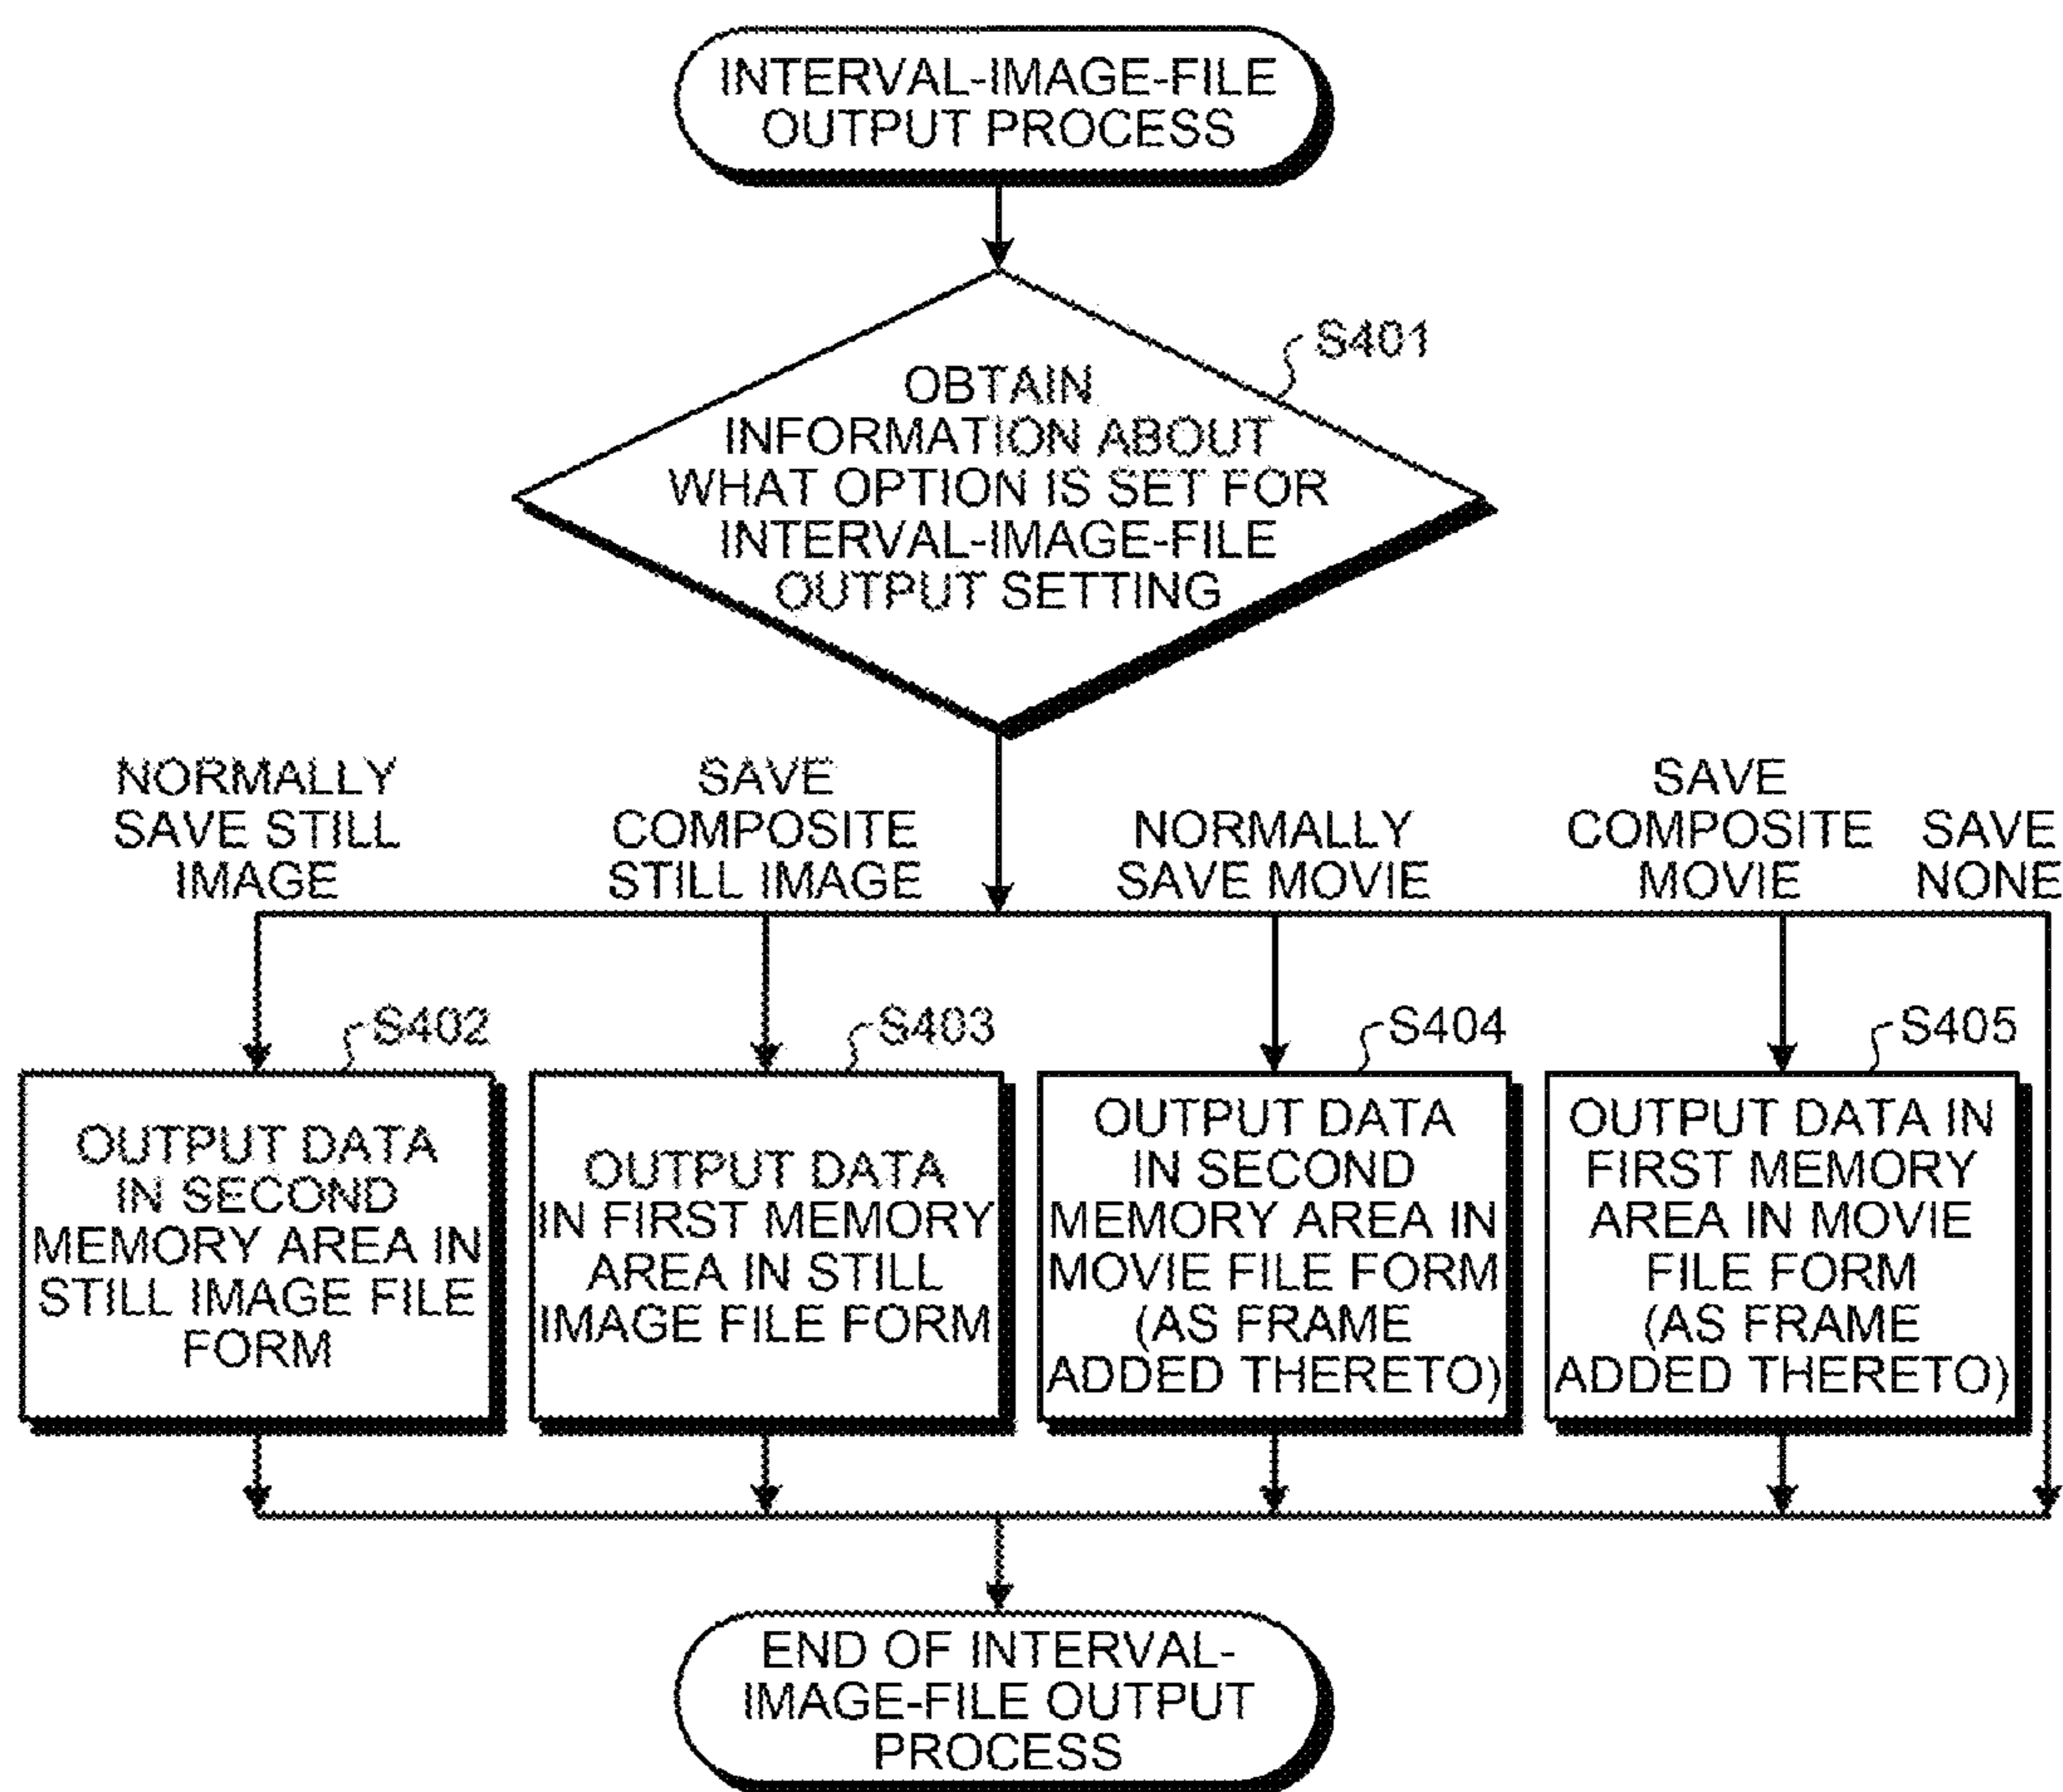 INTERVAL-IMAGE-FILE
OUTPUT PROCESS
S401
OBTAIN
INFORMATION ABOUT
WHAT OPTION IS SET FOR
INTERVAL-IMAGE-FILE
OUTPUT SETTING
NORMALLY
SAVE STILL
IMAGE
SAVE
COMPOSITE
STILL IMAGE
NORMALLY
SAVE MOVIE
SAVE
COMPOSITE
MOVIE
SAVE
NONE
S402
OUTPUT DATA
IN SECOND
MEMORY AREA IN
STILL IMAGE FILE
FORM
S403
OUTPUT DATA
IN FIRST MEMORY
AREA IN STILL
IMAGE FILE FORM
S404
OUTPUT DATA
IN SECOND
MEMORY AREA IN
MOVIE FILE FORM
(AS FRAME
ADDED THERETO)
S405
OUTPUT DATA IN
FIRST MEMORY
AREA IN MOVIE
FILE FORM
(AS FRAME
ADDED THERETO)
END OF INTERVAL-
IMAGE-FILE OUTPUT
PROCESS